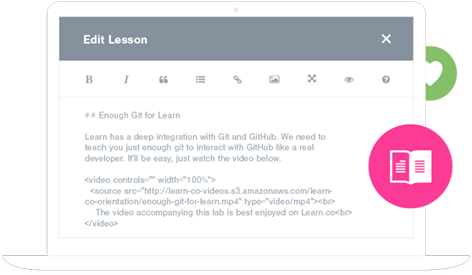 Edit Lesson
B I
## Enough Git for Learn
Learn has a deep integration with Git and GitHub. We need to
teach you just enough git to interact with GitHub like a real
developer. It'll be easy, just watch the video below.
<video controls="" width="100%">
<source src="http://learn-co-videos.s3.amazonaws.com/learn-
co-orientation/enough-git-for-learn.mp4" type="video/mp4"><br>
The video accompanying this lab is best enjoyed on Learn.co<br>
</video>